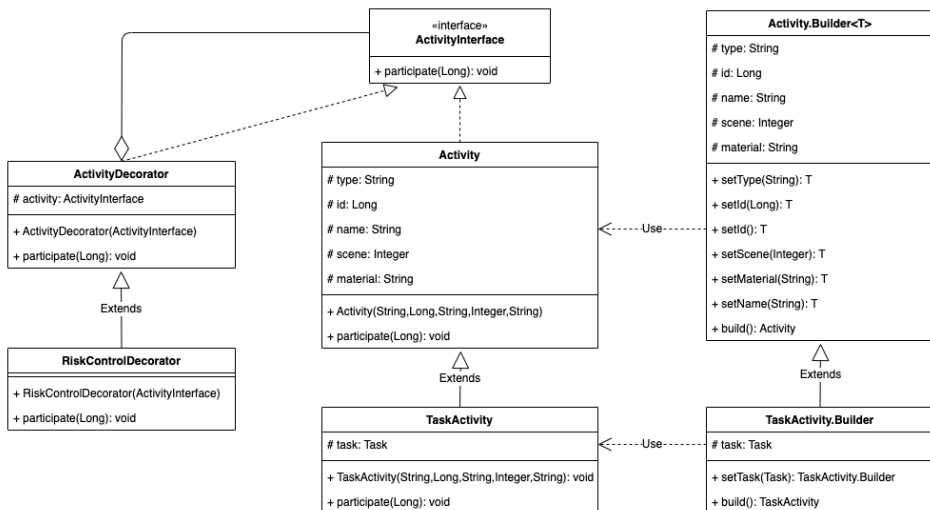 «interface»
ActivityInterface
+ participate(Long): void
ActivityDecorator
# activity: ActivityInterface
+ ActivityDecorator(ActivityInterface)
+ participate(Long): void
Extends
RiskControlDecorator
+ RiskControlDecorator(ActivityInterface)
+ participate(Long): void
Activity
# type: String
# id: Long
# name: String
# scene: Integer
# material: String
+ Activity(String,Long,String,Integer,String)
+ participate(Long): void
Extends
TaskActivity
# task: Task
+ TaskActivity(String,Long,String,Integer,String): void
+ participate(Long): void
Use
Use
Activity.Builder<T>
# type: String
# id: Long
# name: String
# scene: Integer
# material: String
+ setType(String): T
+ setId(Long): T
+ setId(): T
+ setScene(Integer): T
+ setMaterial(String): T
+ setName(String): T
+ build(): Activity
Extends
TaskActivity.Builder
# task: Task
+ setTask(Task): TaskActivity.Builder
+ build(): TaskActivity